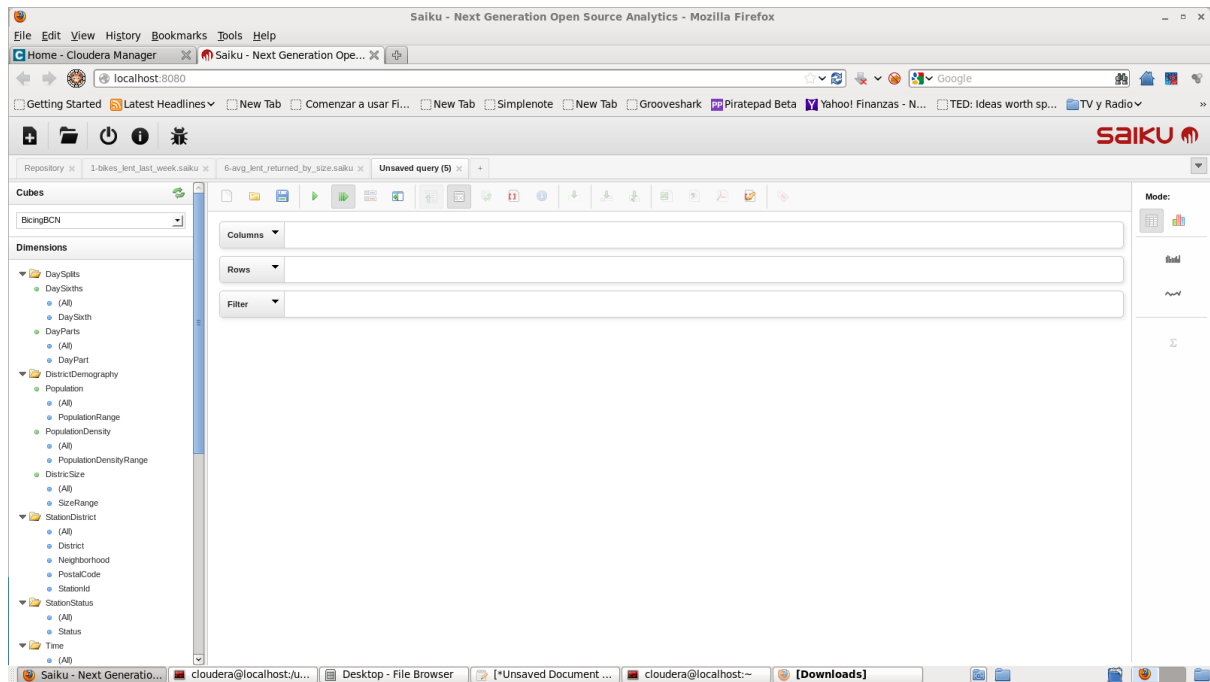 Saiku - Next Generation Open Source Analytics - Mozilla Firefox
File Edit View History Bookmarks Tools Help
Home - Cloudera Manager
Saiku - Next Generation Ope...
localhost:8080
Google
Getting Started
Latest Headlines
New Tab
Comenzar a usar Fi...
New Tab
Simplenote
New Tab
Grooveshark
Piratepad Beta
Yahoo! Finanzas - N...
TED: Ideas worth sp...
TV y Radio
»
saiku
Repository
1-bikes_lent_last_week.saiku
6-avg_lent_returned_by_size.saiku
Unsaved query (5)
+
Cubes
BicingBCN
Dimensions
DaySplits
DaySixths
(All)
DaySixth
DayParts
(All)
DayPart
DistrictDemography
Population
(All)
PopulationRange
PopulationDensity
(All)
PopulationDensityRange
DistricSize
(All)
SizeRange
StationDistrict
(All)
District
Neighborhood
PostalCode
StationId
StationStatus
(All)
Status
Time
(All)
Columns
Rows
Filter
Mode:
Σ
Saiku - Next Generatio...
cloudera@localhost:/u...
Desktop - File Browser
[*Unsaved Document ...
cloudera@localhost:~
[Downloads]